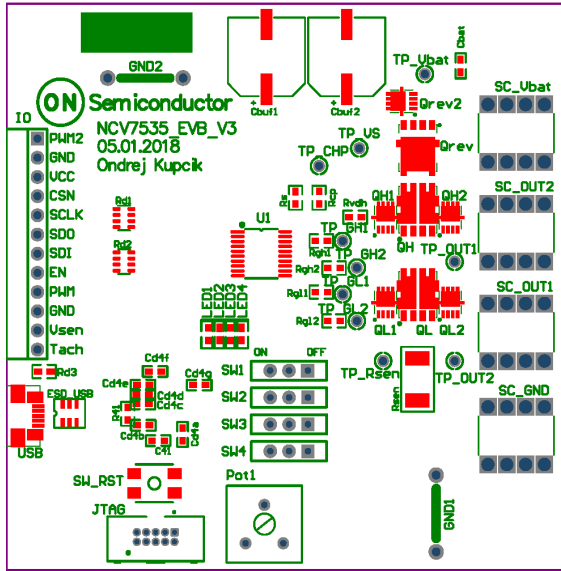 GND2
Cbuf1
Cbuf2
TP_Vbat
Cbat
SC_Vbat
ON Semiconductor
NCV7535_EVB_V3
05.01.2018
Ondrej Kupcik
Qrev2
Qrev
TP_VS
TP_CHP
IO
PWM2
GND
VCC
CSN
SCLK
SDO
SDI
EN
PWM
GND
Vsen
Tach
Rd1
Rd2
Rd3
U1
Rs
Rcp
Rvdh
QH1
QH2
QH
SC_OUT2
TP_GH1
Rgh1
TP_GH2
Rgh2
TP_OUT1
TP_GL1
Rgl1
TP_GL2
Rgl2
QL1
QL
QL2
SC_OUT1
LED1
LED2
LED3
LED4
TP_Rsen
Rsen
TP_OUT2
SC_GND
ON
OFF
SW1
SW2
SW3
SW4
Cd4f
Cd4g
Cd4e
Cd4d
Cd4c
R41
Cd4b
C41
Cd4a
ESD_USB
USB
SW_RST
JTAG
Pot1
GND1